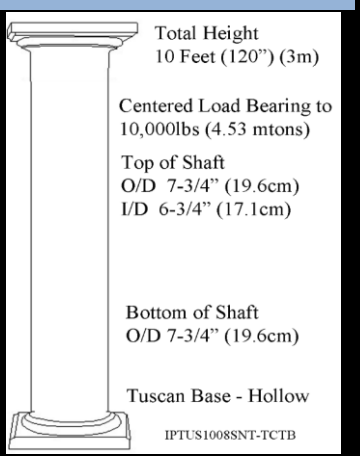 Total Height
10 Feet (120”) (3m)
Centered Load Bearing to
10,000lbs (4.53 mtons)
Top of Shaft
O/D 7-3/4” (19.6cm)
I/D 6-3/4” (17.1cm)
Bottom of Shaft
O/D 7-3/4” (19.6cm)
Tuscan Base - Hollow
IPTUS1008SNT-TCTB